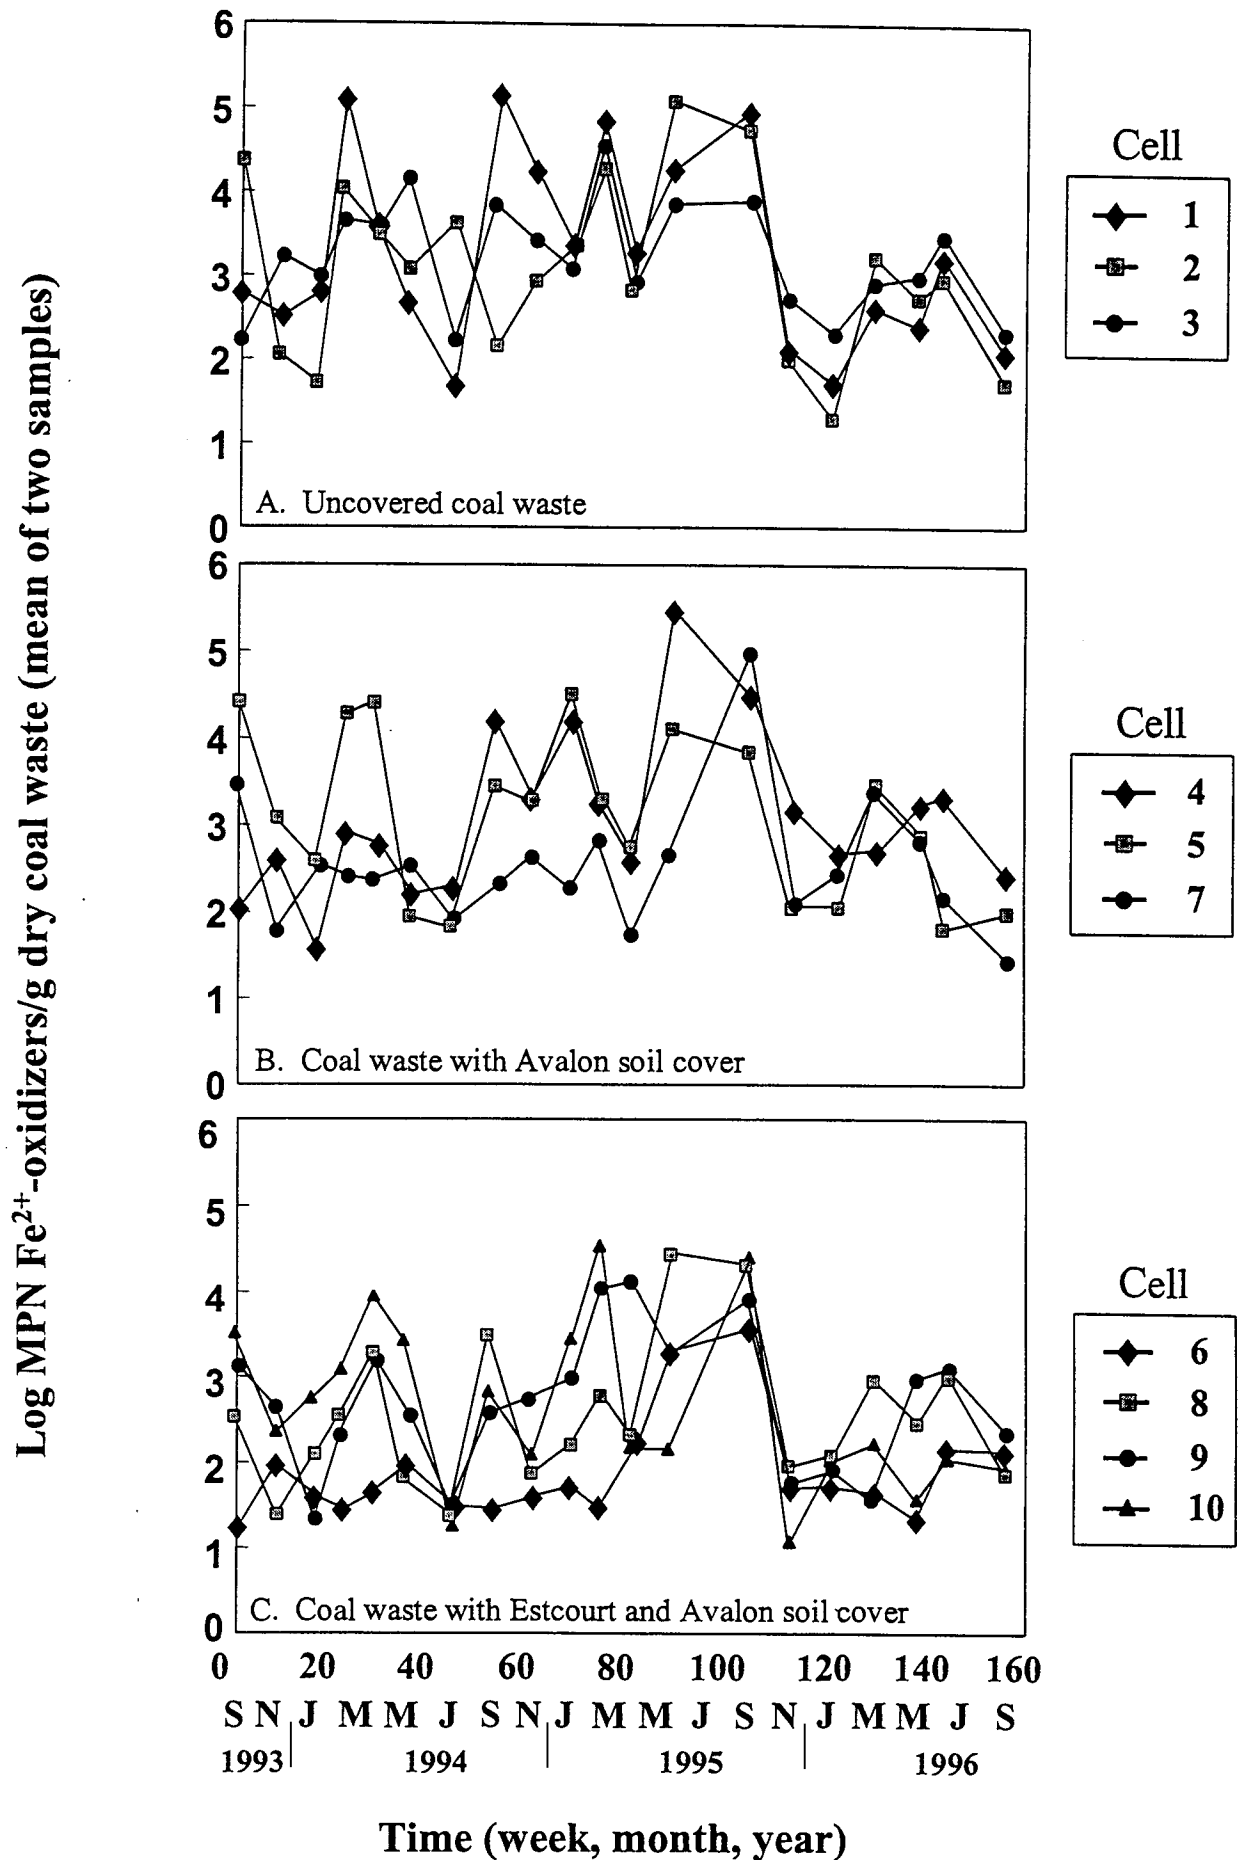 Log MPN Fe²⁺-oxidizers/g dry coal waste (mean of two samples)
6
5
4
3
2
1
0
A. Uncovered coal waste
Cell
1
2
3
6
5
4
3
2
1
0
B. Coal waste with Avalon soil cover
Cell
4
5
7
6
5
4
3
2
1
0
C. Coal waste with Estcourt and Avalon soil cover
Cell
6
8
9
10
0 20 40 60 80 100 120 140 160
S N J M M J S N J M M J S N J M M J S
1993 1994 1995 1996
Time (week, month, year)